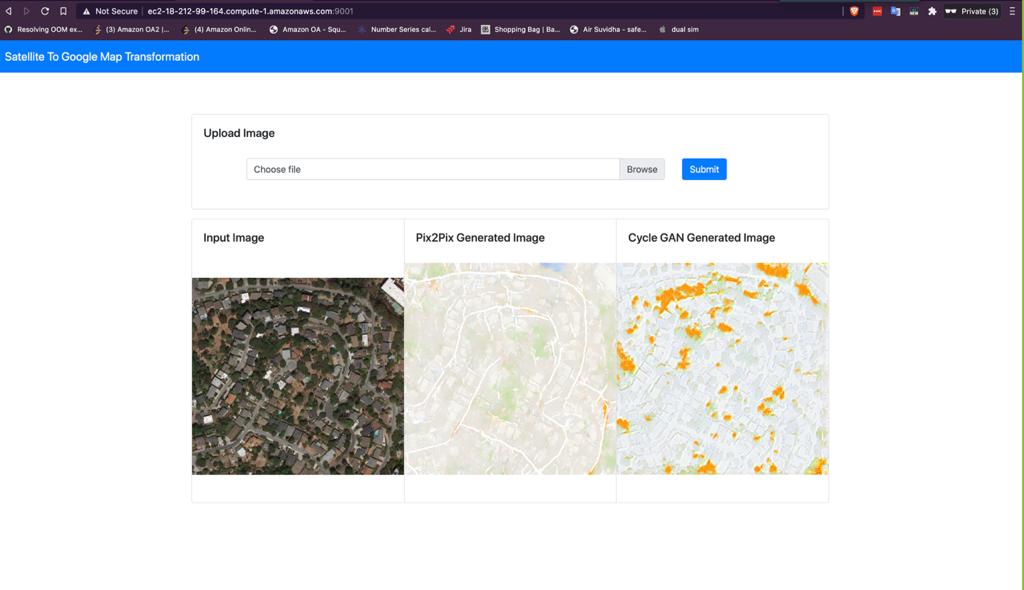 Not Secure ec2-18-212-99-164.compute-1.amazonaws.com:9001 Private (3)
Resolving OOM ex... (3) Amazon OA2 |... (4) Amazon Onlin... Amazon OA - Squ... Number Series cal... Jira Shopping Bag | Ba... Air Suvidha - safe... dual sim
Satellite To Google Map Transformation
Upload Image
Choose file Browse Submit
Input Image Pix2Pix Generated Image Cycle GAN Generated Image